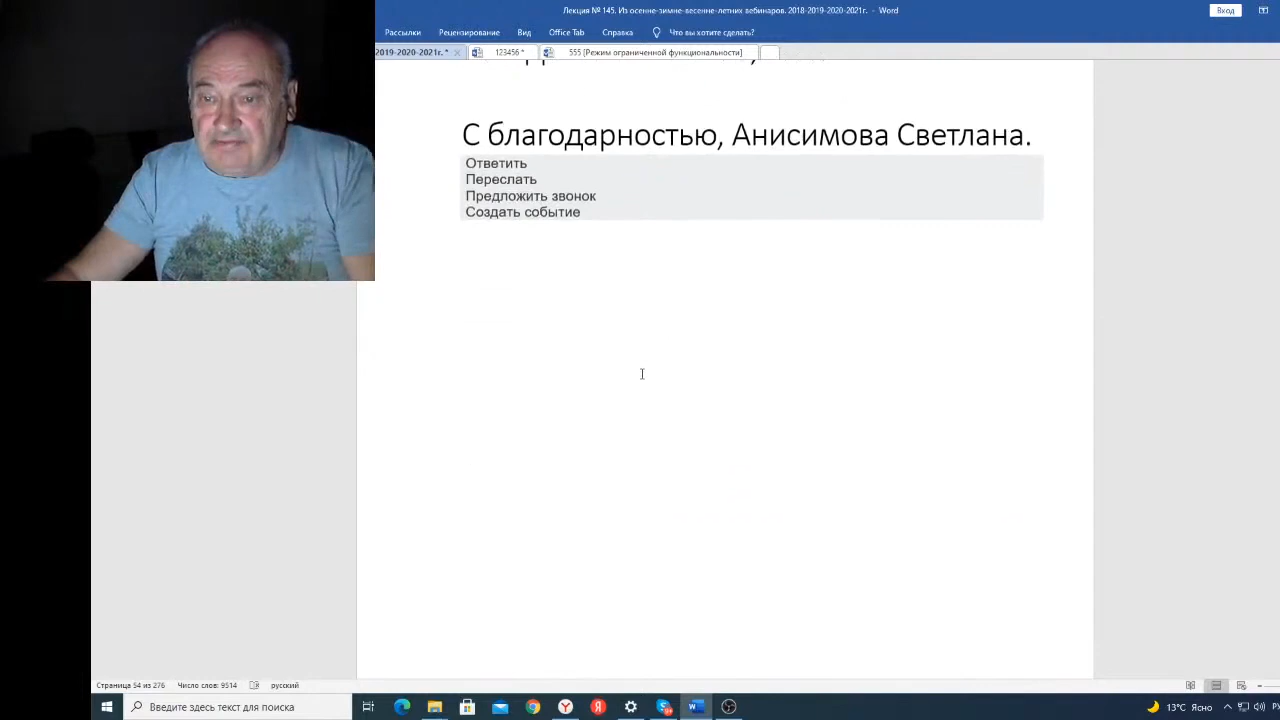 Лекция № 145. Из осенне-зимне-весенне-летних вебинаров. 2018-2019-2020-2021г. - Word
Вход
Рассылки Рецензирование Вид Office Tab Справка Что вы хотите сделать?
2019-2020-2021г. * 123456 * 555 [Режим ограниченной функциональности]
С благодарностью, Анисимова Светлана.
Ответить
Переслать
Предложить звонок
Создать событие
Страница 54 из 276 Число слов: 9514 русский
Введите здесь текст для поиска
13°C Ясно